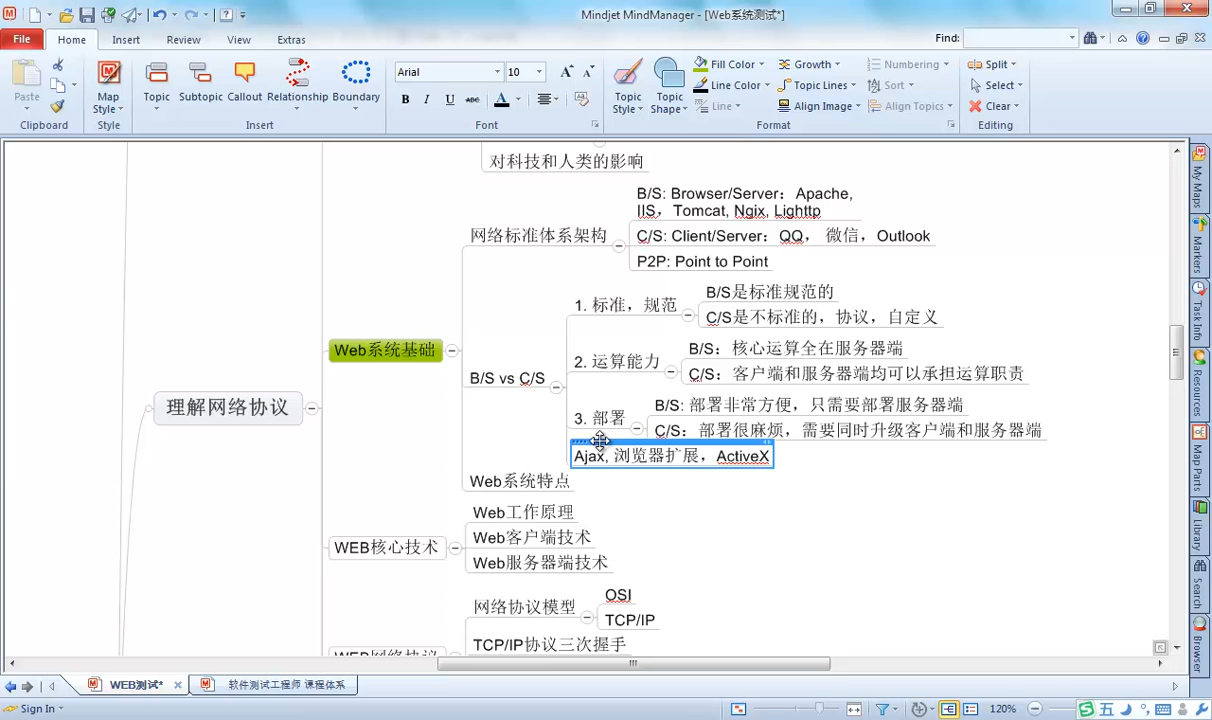 Mindjet MindManager - [Web系统测试*]
File
Home
Insert
Review
View
Extras
Find:
Paste
Map Style
Topic
Subtopic
Callout
Relationship
Boundary
Arial
10
Topic Style
Topic Shape
Fill Color
Line Color
Line
Growth
Topic Lines
Align Image
Numbering
Sort
Align Topics
Split
Select
Clear
Clipboard
Style
Insert
Font
Format
Editing
对科技和人类的影响
B/S: Browser/Server：Apache,
IIS，Tomcat, Ngix, Lighttp
网络标准体系架构
C/S: Client/Server：QQ， 微信，Outlook
P2P: Point to Point
1. 标准，规范
B/S是标准规范的
C/S是不标准的，协议，自定义
Web系统基础
2. 运算能力
B/S：核心运算全在服务器端
C/S：客户端和服务器端均可以承担运算职责
B/S vs C/S
3. 部署
B/S: 部署非常方便，只需要部署服务器端
C/S：部署很麻烦，需要同时升级客户端和服务器端
理解网络协议
Ajax, 浏览器扩展，ActiveX
Web系统特点
WEB核心技术
Web工作原理
Web客户端技术
Web服务器端技术
网络协议模型
OSI
TCP/IP
TCP/IP协议三次握手
My Maps
Markers
Task Info
Resources
Map Parts
Library
Search
Browser
WEB测试*
软件测试工程师 课程体系
Sign In
120%
五